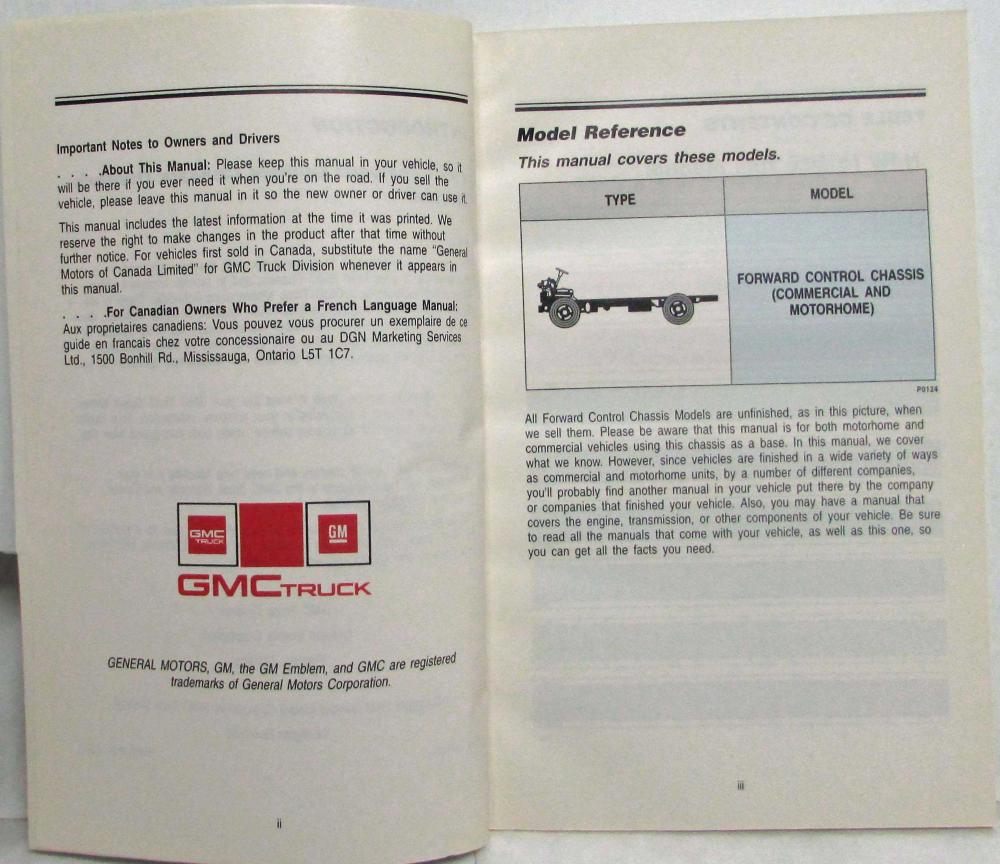 Important Notes to Owners and Drivers
. . . .About This Manual: Please keep this manual in your vehicle, so it
will be there if you ever need it when you're on the road. If you sell the
vehicle, please leave this manual in it so the new owner or driver can use it.
This manual includes the latest information at the time it was printed. We
reserve the right to make changes in the product after that time without
further notice. For vehicles first sold in Canada, substitute the name “General
Motors of Canada Limited” for GMC Truck Division whenever it appears in
this manual.
. . . .For Canadian Owners Who Prefer a French Language Manual:
Aux proprietaires canadiens: Vous pouvez vous procurer un exemplaire de ce
guide en francais chez votre concessionaire ou au DGN Marketing Services
Ltd., 1500 Bonhill Rd., Mississauga, Ontario L5T 1C7.
GMC
TRUCK
GM
GMC TRUCK
GENERAL MOTORS, GM, the GM Emblem, and GMC are registered
trademarks of General Motors Corporation.
ii
Model Reference
This manual covers these models.
TYPE
MODEL
FORWARD CONTROL CHASSIS
(COMMERCIAL AND
MOTORHOME)
P0124
All Forward Control Chassis Models are unfinished, as in this picture, when
we sell them. Please be aware that this manual is for both motorhome and
commercial vehicles using this chassis as a base. In this manual, we cover
what we know. However, since vehicles are finished in a wide variety of ways
as commercial and motorhome units, by a number of different companies,
you'll probably find another manual in your vehicle put there by the company
or companies that finished your vehicle. Also, you may have a manual that
covers the engine, transmission, or other components of your vehicle. Be sure
to read all the manuals that come with your vehicle, as well as this one, so
you can get all the facts you need.
iii